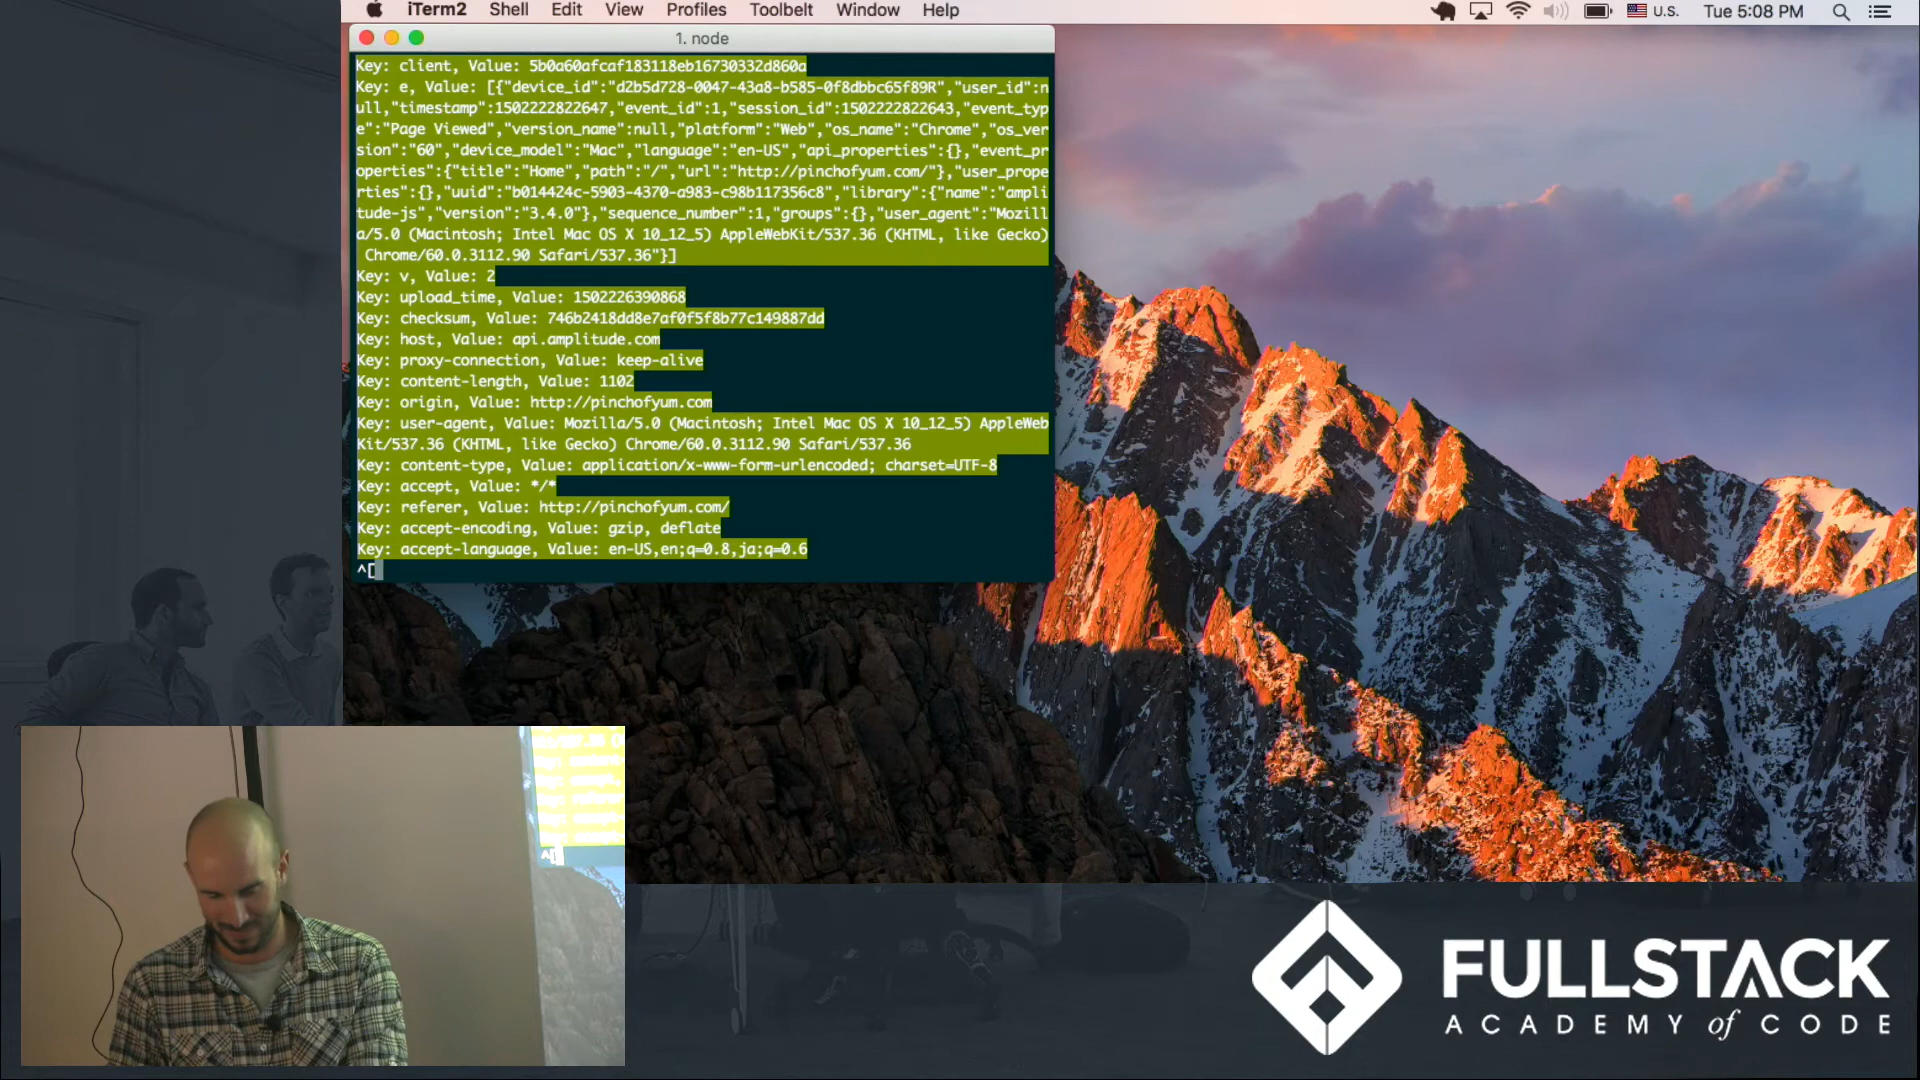 iTerm2 Shell Edit View Profiles Toolbelt Window Help U.S. Tue 5:08 PM
1. node
Key: client, Value: 5b0a60afcaf183118eb16730332d860a
Key: e, Value: [{"device_id":"d2b5d728-0047-43a8-b585-0f8dbbc65f89R","user_id":n
ull,"timestamp":1502222822647,"event_id":1,"session_id":1502222822643,"event_typ
e":"Page Viewed","version_name":null,"platform":"Web","os_name":"Chrome","os_ver
sion":"60","device_model":"Mac","language":"en-US","api_properties":{},"event_pr
operties":{"title":"Home","path":"/","url":"http://pinchofyum.com/"},"user_prope
rties":{},"uuid":"b014424c-5903-4370-a983-c98b117356c8","library":{"name":"ampli
tude-js","version":"3.4.0"},"sequence_number":1,"groups":{},"user_agent":"Mozill
a/5.0 (Macintosh; Intel Mac OS X 10_12_5) AppleWebKit/537.36 (KHTML, like Gecko)
Chrome/60.0.3112.90 Safari/537.36"}]
Key: v, Value: 2
Key: upload_time, Value: 1502226390868
Key: checksum, Value: 746b2418dd8e7af0f5f8b77c149887dd
Key: host, Value: api.amplitude.com
Key: proxy-connection, Value: keep-alive
Key: content-length, Value: 1102
Key: origin, Value: http://pinchofyum.com
Key: user-agent, Value: Mozilla/5.0 (Macintosh; Intel Mac OS X 10_12_5) AppleWeb
Kit/537.36 (KHTML, like Gecko) Chrome/60.0.3112.90 Safari/537.36
Key: content-type, Value: application/x-www-form-urlencoded; charset=UTF-8
Key: accept, Value: */*
Key: referer, Value: http://pinchofyum.com/
Key: accept-encoding, Value: gzip, deflate
Key: accept-language, Value: en-US,en;q=0.8,ja;q=0.6
^[
FULLSTACK
ACADEMY of CODE